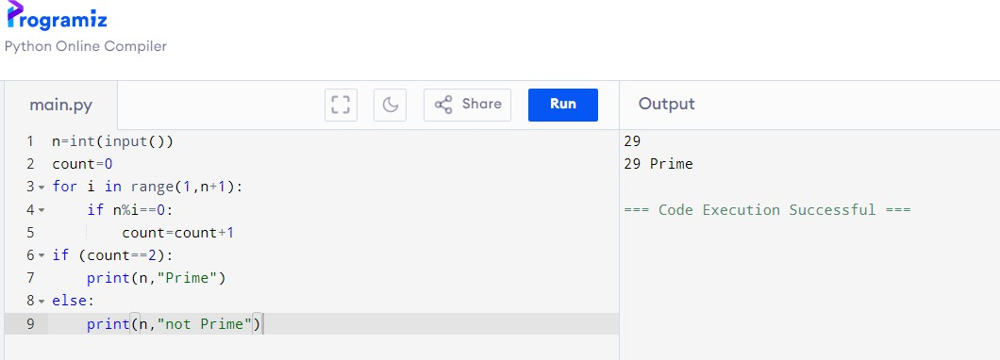 Programiz
Python Online Compiler
main.py
Share
Run
Output
1 n=int(input())
2 count=0
3 for i in range(1,n+1):
4     if n%i==0:
5         count=count+1
6 if (count==2):
7     print(n,"Prime")
8 else:
9     print(n,"not Prime")
29
29 Prime
=== Code Execution Successful ===